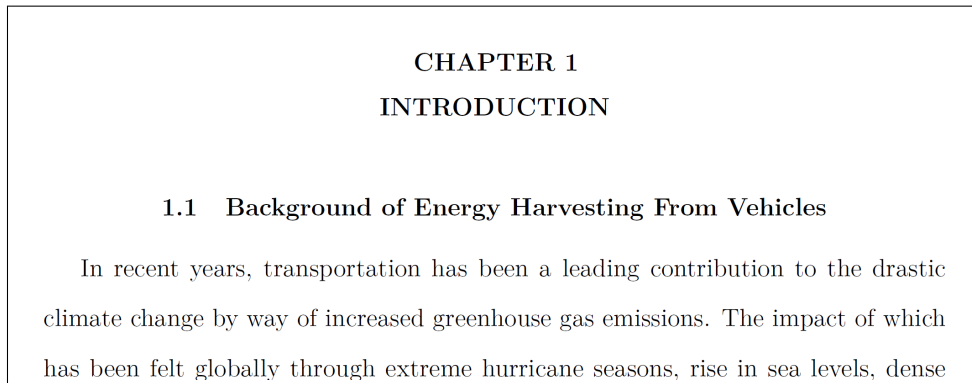 CHAPTER 1
INTRODUCTION
1.1 Background of Energy Harvesting From Vehicles
In recent years, transportation has been a leading contribution to the drastic
climate change by way of increased greenhouse gas emissions. The impact of which
has been felt globally through extreme hurricane seasons, rise in sea levels, dense